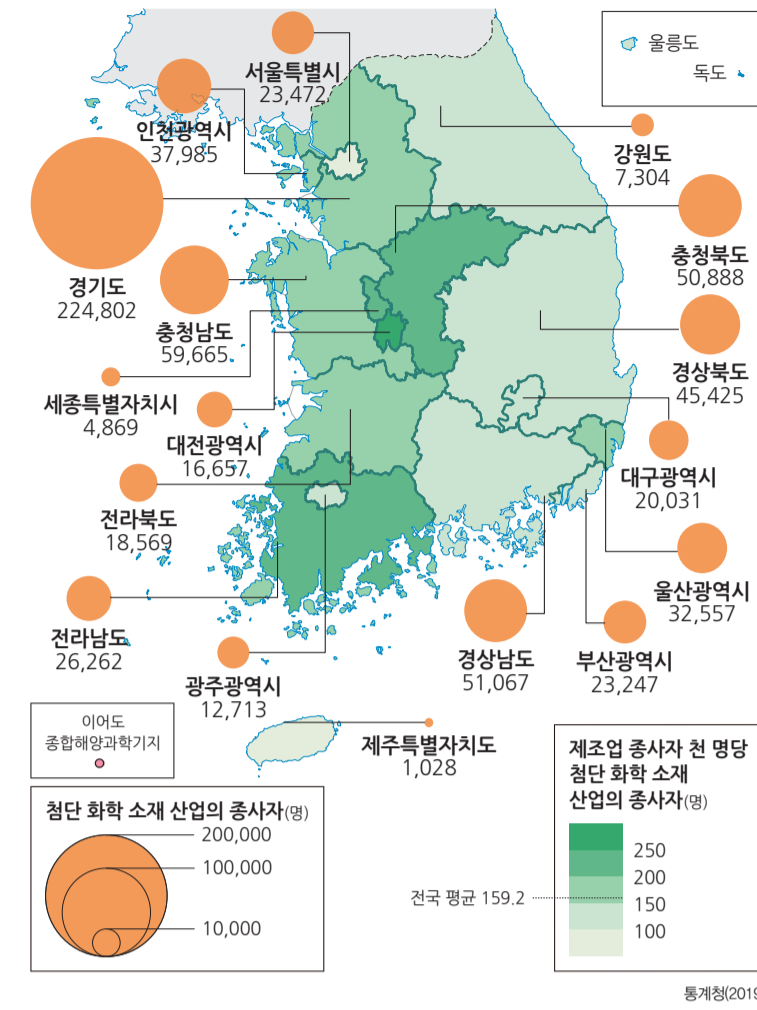 울릉도
독도
서울특별시
23,472
인천광역시
37,985
강원도
7,304
충청북도
50,888
경기도
224,802
충청남도
59,665
경상북도
45,425
세종특별자치시
4,869
대전광역시
16,657
대구광역시
20,031
전라북도
18,569
울산광역시
32,557
전라남도
26,262
경상남도
51,067
부산광역시
23,247
광주광역시
12,713
제주특별자치도
1,028
이어도
종합해양과학기지
첨단 화학 소재 산업의 종사자(명)
200,000
100,000
10,000
제조업 종사자 천 명당
첨단 화학 소재
산업의 종사자(명)
250
200
전국 평균 159.2
150
100
통계청(2019